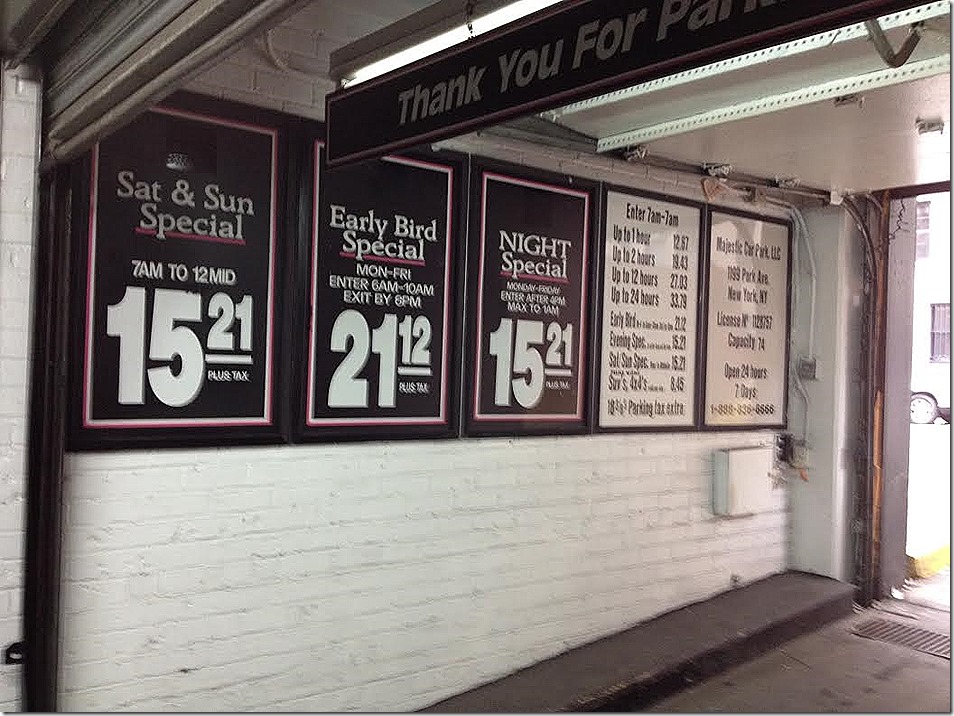 Thank You For
Sat & Sun
Special
7AM TO 12MID
15 21
PLUS TAX
Early Bird
Special
MON-FRI
ENTER 6AM-10AM
EXIT BY 6PM
21 12
PLUS TAX
NIGHT
Special
MONDAY-FRIDAY
ENTER AFTER 4PM
MAX TO 1AM
15 21
PLUS TAX
Enter 7am-7am
Up to 1 hour 12.67
Up to 2 hours 19.43
Up to 12 hours 27.03
Up to 24 hours 33.79
Early Bird 21.12
Evening Spec. 15.21
Sat/Sun Spec. 15.21
Suv's, 4x4's 8.45
Parking tax extra
Majestic Car Park, LLC
1199 Park Ave.
New York, NY
License Nº 1128757
Capacity 74
Open 24 hours
7 Days